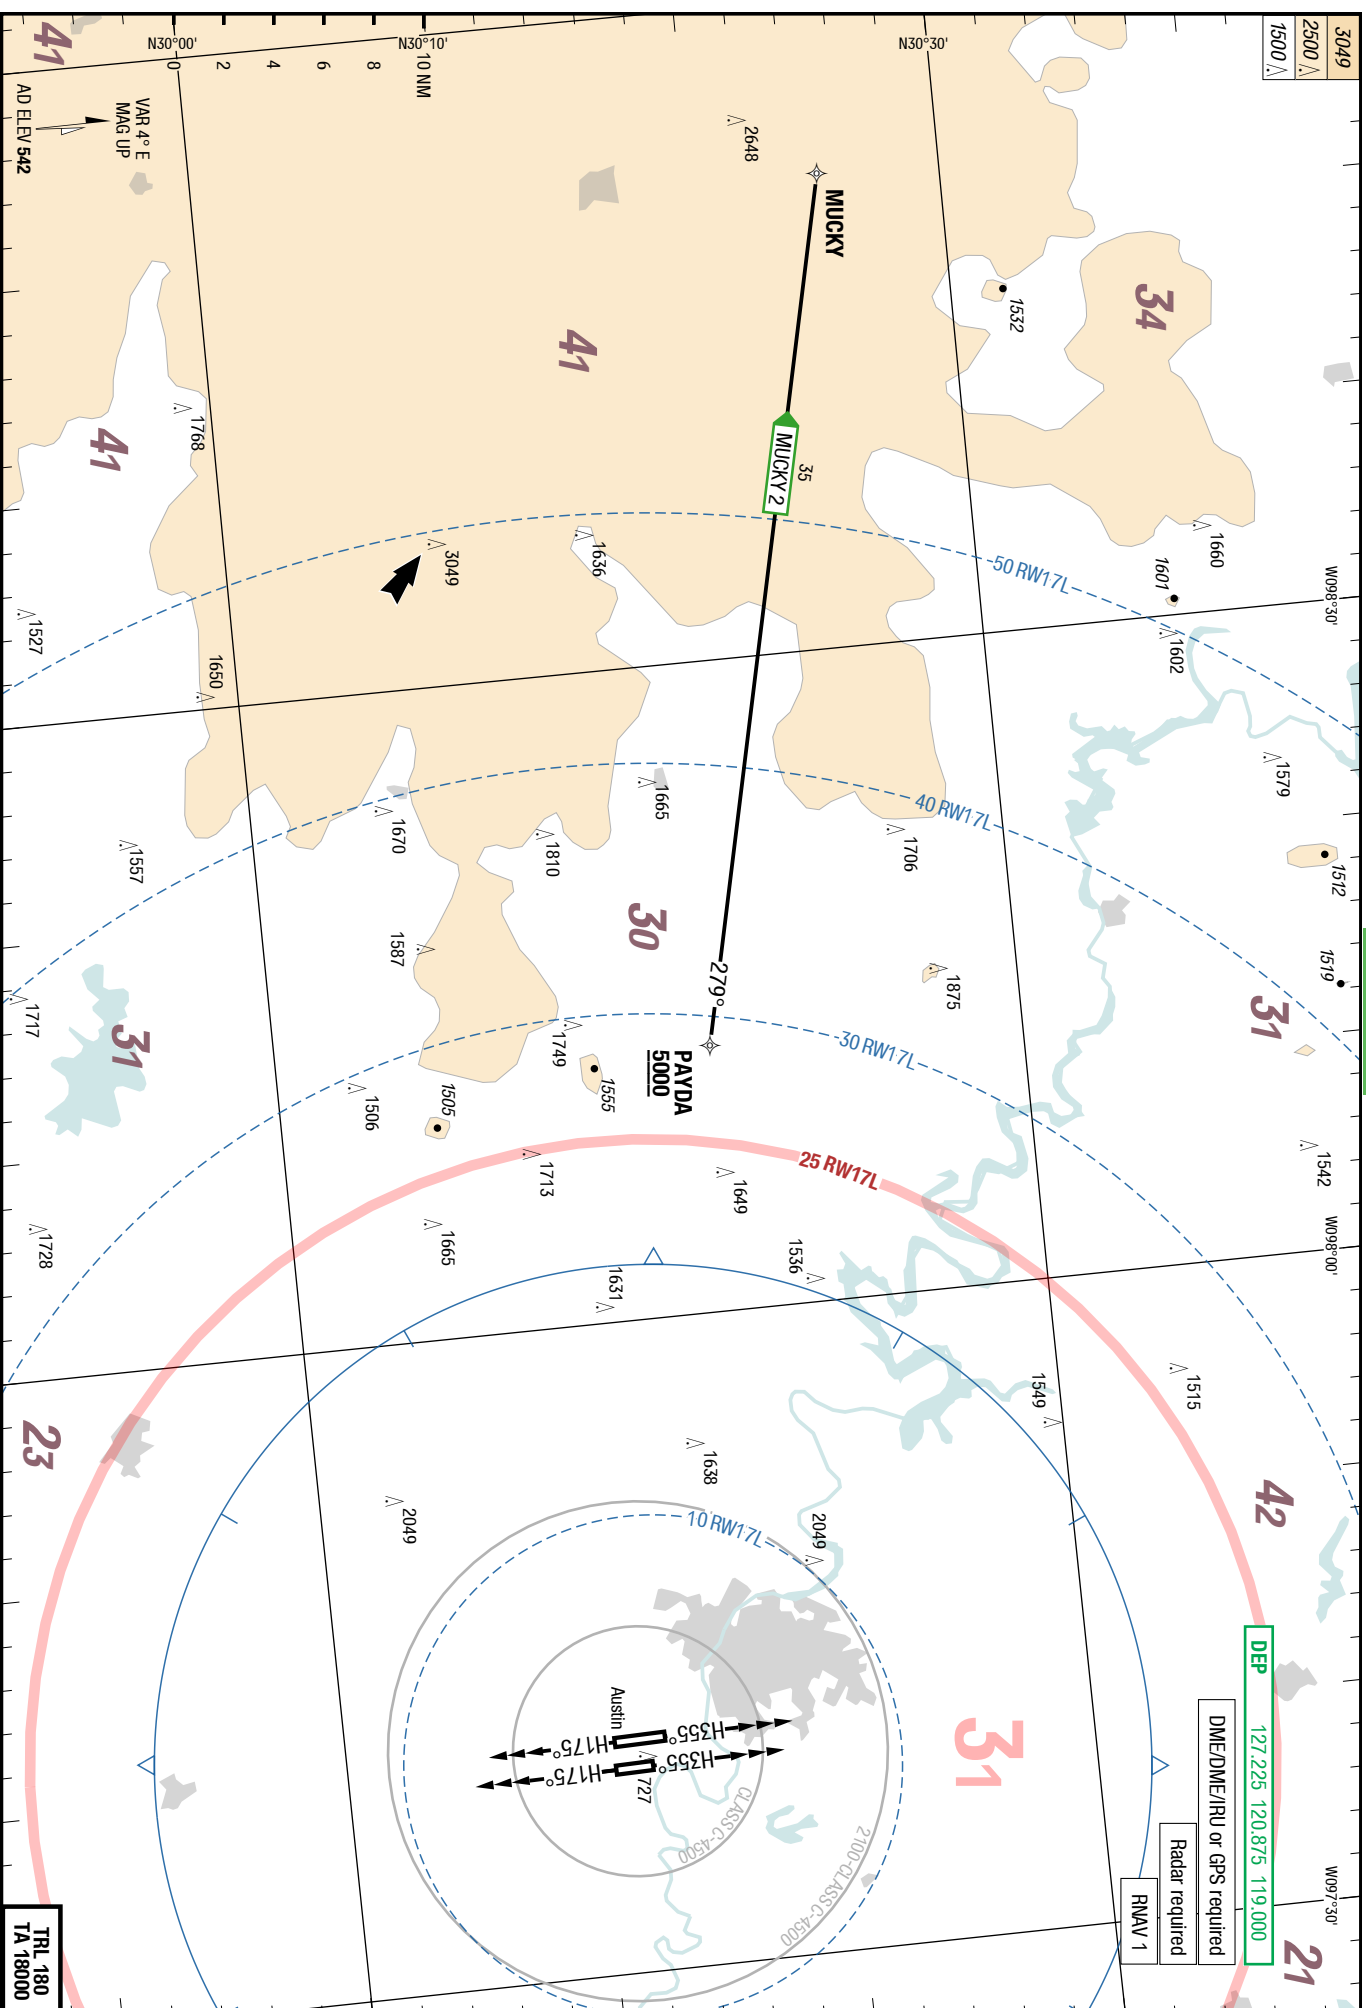 3049
2500
1500
N30°00'
N30°10'
N30°30'
0
2
4
6
8
10 NM
VAR 4° E
MAG UP
AD ELEV 542
41
41
41
34
2648
MUCKY
1532
35
MUCKY 2
1768
3049
1636
1660
1601
1602
W098°30'
50 RW17L
1527
1650
1579
1665
40 RW17L
1670
1810
1706
1512
1557
30
1587
279°
1875
1519
31
1717
31
1749
30 RW17L
PAYDA
5000
1555
1506
1505
1713
25 RW17L
1649
1542
W098°00'
1728
1665
1631
1536
1549
1515
23
1638
42
2049
10 RW17L
2049
Austin
H175°
H355°
H175°
H355°
727
CLASS C-4500
2100-CLASS C-4500
31
DEP 127.225 120.875 119.000
DME/DME/IRU or GPS required
Radar required
RNAV 1
W097°30'
21
TRL 180
TA 18000